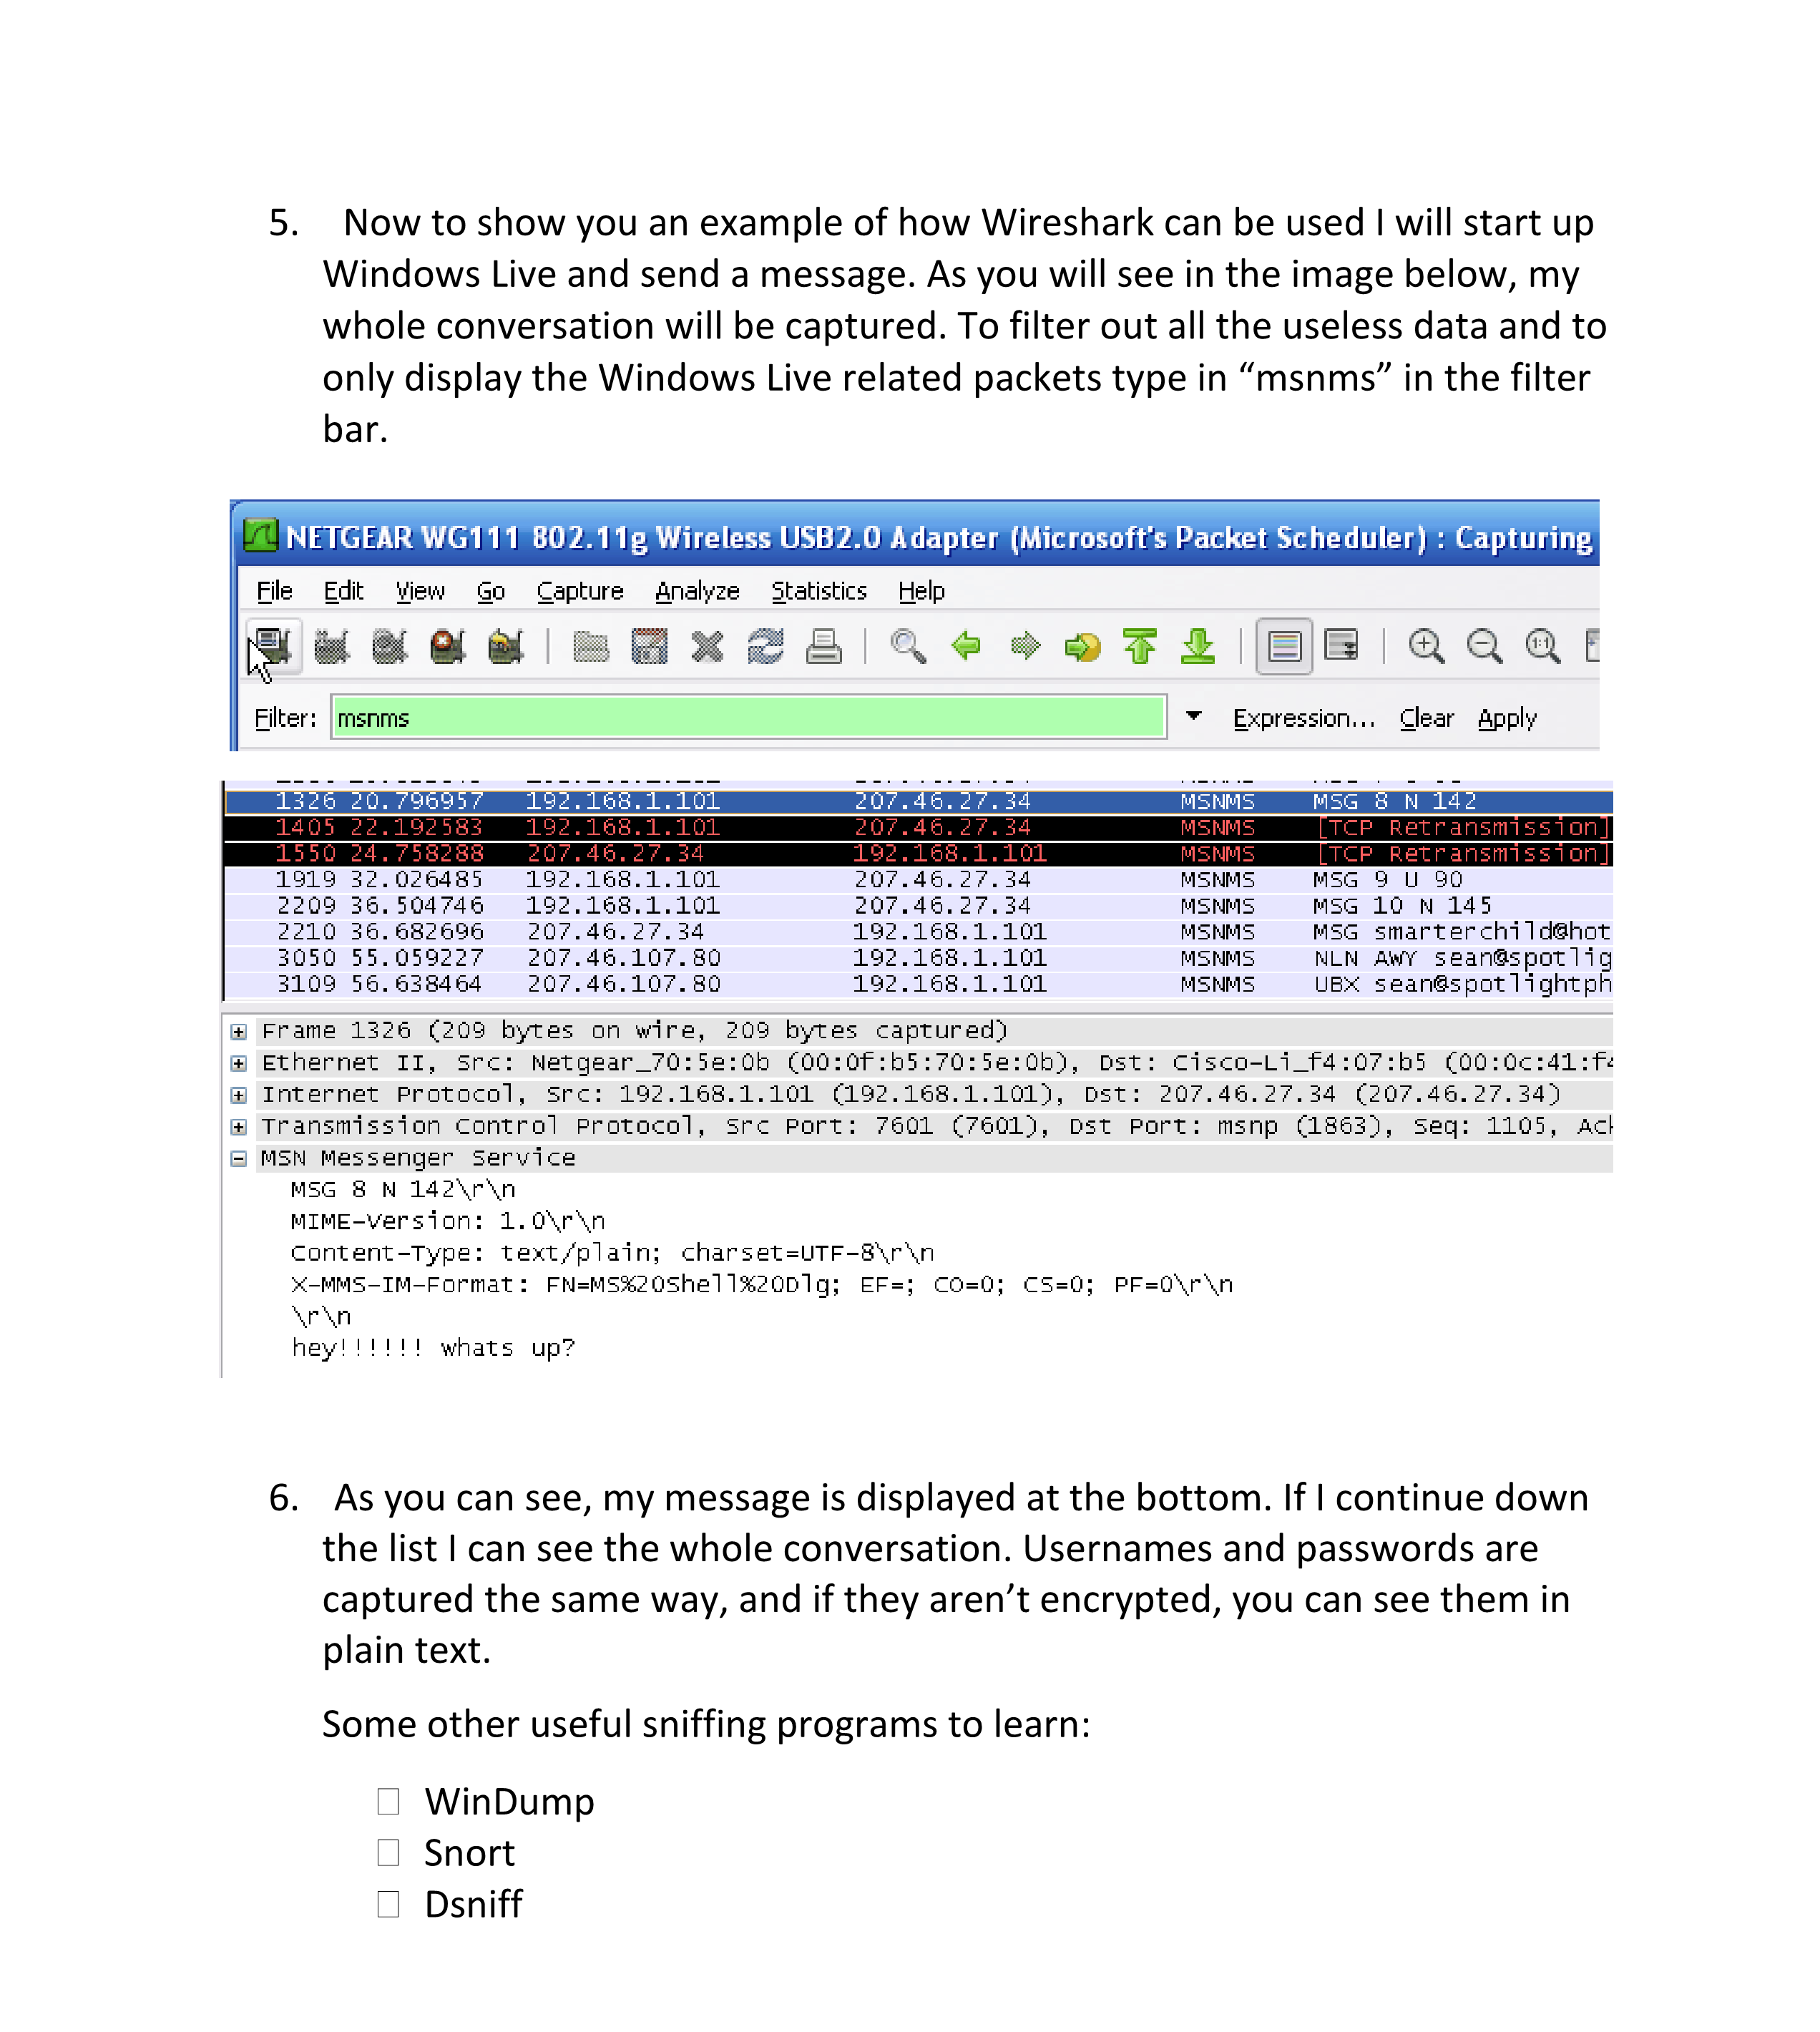 5. Now to show you an example of how Wireshark can be used I will start up
Windows Live and send a message. As you will see in the image below, my
whole conversation will be captured. To filter out all the useless data and to
only display the Windows Live related packets type in “msnms” in the filter
bar.
NETGEAR WG111 802.11g Wireless USB2.0 Adapter (Microsoft's Packet Scheduler) : Capturing
File Edit View Go Capture Analyze Statistics Help
Filter: msnms Expression... Clear Apply
1326 20.796957 192.168.1.101 207.46.27.34 MSNMS MSG 8 N 142
1405 22.192583 192.168.1.101 207.46.27.34 MSNMS [TCP Retransmission]
1550 24.758288 207.46.27.34 192.168.1.101 MSNMS [TCP Retransmission]
1919 32.026485 192.168.1.101 207.46.27.34 MSNMS MSG 9 U 90
2209 36.504746 192.168.1.101 207.46.27.34 MSNMS MSG 10 N 145
2210 36.682696 207.46.27.34 192.168.1.101 MSNMS MSG smarterchild@hot
3050 55.059227 207.46.107.80 192.168.1.101 MSNMS NLN AWY sean@spotlig
3109 56.638464 207.46.107.80 192.168.1.101 MSNMS UBX sean@spotlightph
Frame 1326 (209 bytes on wire, 209 bytes captured)
Ethernet II, Src: Netgear_70:5e:0b (00:0f:b5:70:5e:0b), Dst: Cisco-Li_f4:07:b5 (00:0c:41:f4
Internet Protocol, Src: 192.168.1.101 (192.168.1.101), Dst: 207.46.27.34 (207.46.27.34)
Transmission Control Protocol, Src Port: 7601 (7601), Dst Port: msnp (1863), Seq: 1105, Ack
MSN Messenger Service
MSG 8 N 142\r\n
MIME-Version: 1.0\r\n
Content-Type: text/plain; charset=UTF-8\r\n
X-MMS-IM-Format: FN=MS%20Shell%20Dlg; EF=; CO=0; CS=0; PF=0\r\n
\r\n
hey!!!!!! whats up?
6. As you can see, my message is displayed at the bottom. If I continue down
the list I can see the whole conversation. Usernames and passwords are
captured the same way, and if they aren’t encrypted, you can see them in
plain text.
Some other useful sniffing programs to learn:
WinDump
Snort
Dsniff